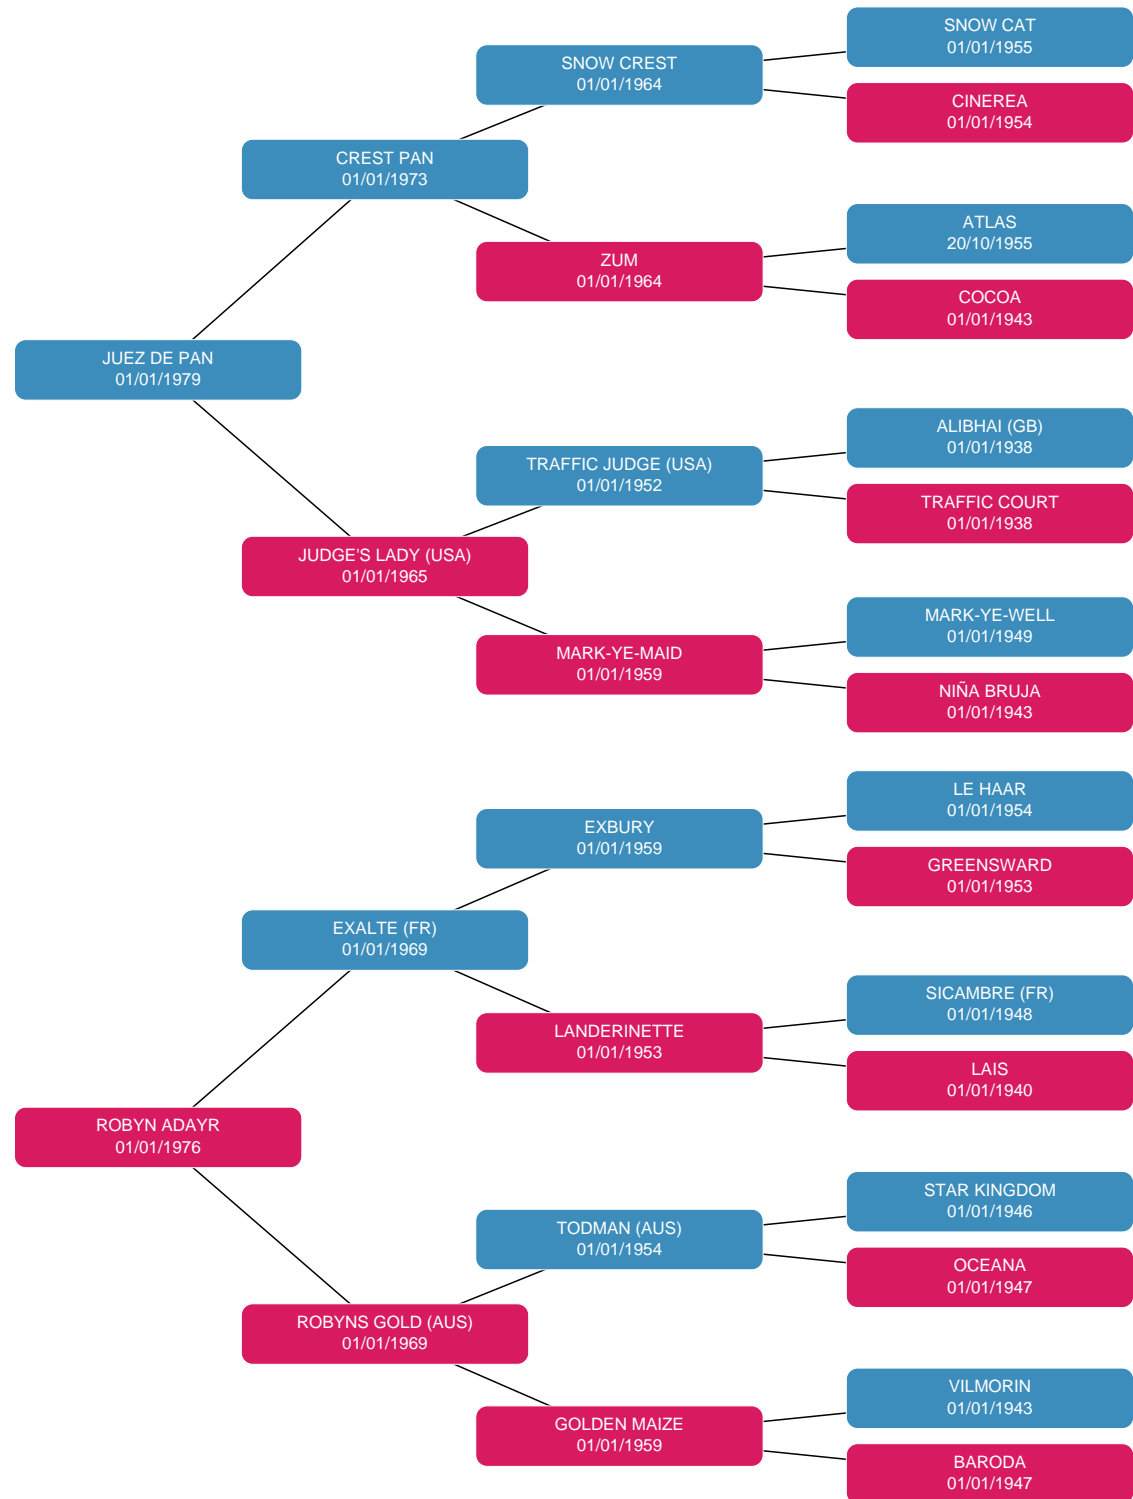 SNOW CAT
01/01/1955
SNOW CREST
01/01/1964
CINEREA
01/01/1954
CREST PAN
01/01/1973
ATLAS
20/10/1955
ZUM
01/01/1964
COCOA
01/01/1943
JUEZ DE PAN
01/01/1979
ALIBHAI (GB)
01/01/1938
TRAFFIC JUDGE (USA)
01/01/1952
TRAFFIC COURT
01/01/1938
JUDGE'S LADY (USA)
01/01/1965
MARK-YE-WELL
01/01/1949
MARK-YE-MAID
01/01/1959
NIÑA BRUJA
01/01/1943
LE HAAR
01/01/1954
EXBURY
01/01/1959
GREENSWARD
01/01/1953
EXALTE (FR)
01/01/1969
SICAMBRE (FR)
01/01/1948
LANDERINETTE
01/01/1953
LAIS
01/01/1940
ROBYN ADAYR
01/01/1976
STAR KINGDOM
01/01/1946
TODMAN (AUS)
01/01/1954
OCEANA
01/01/1947
ROBYNS GOLD (AUS)
01/01/1969
VILMORIN
01/01/1943
GOLDEN MAIZE
01/01/1959
BARODA
01/01/1947